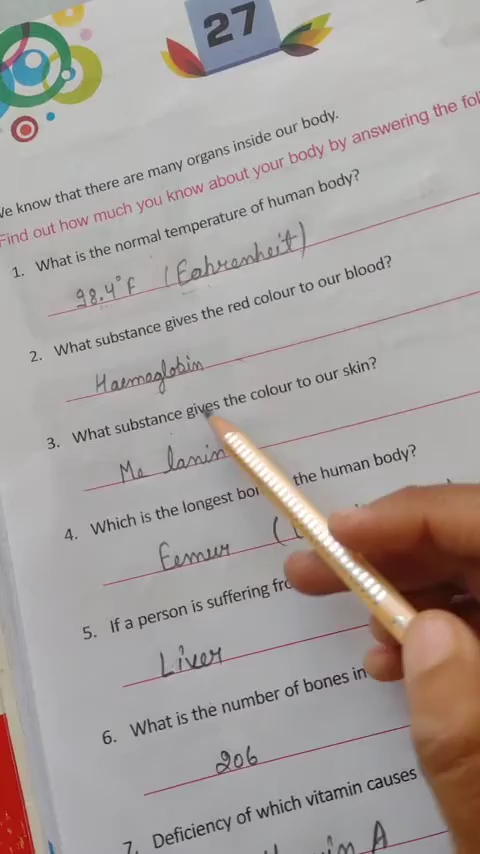 27
We know that there are many organs inside our body.
Find out how much you know about your body by answering the
1. What is the normal temperature of human body?
98.4°F (Fahrenheit)
2. What substance gives the red colour to our blood?
Haemoglobin
3. What substance gives the colour to our skin?
Me lanin
4. Which is the longest the human body?
Femur (
5. If a person is suffering
Liver
6. What is the number of bones in
206
7. Deficiency of which vitamin causes
A